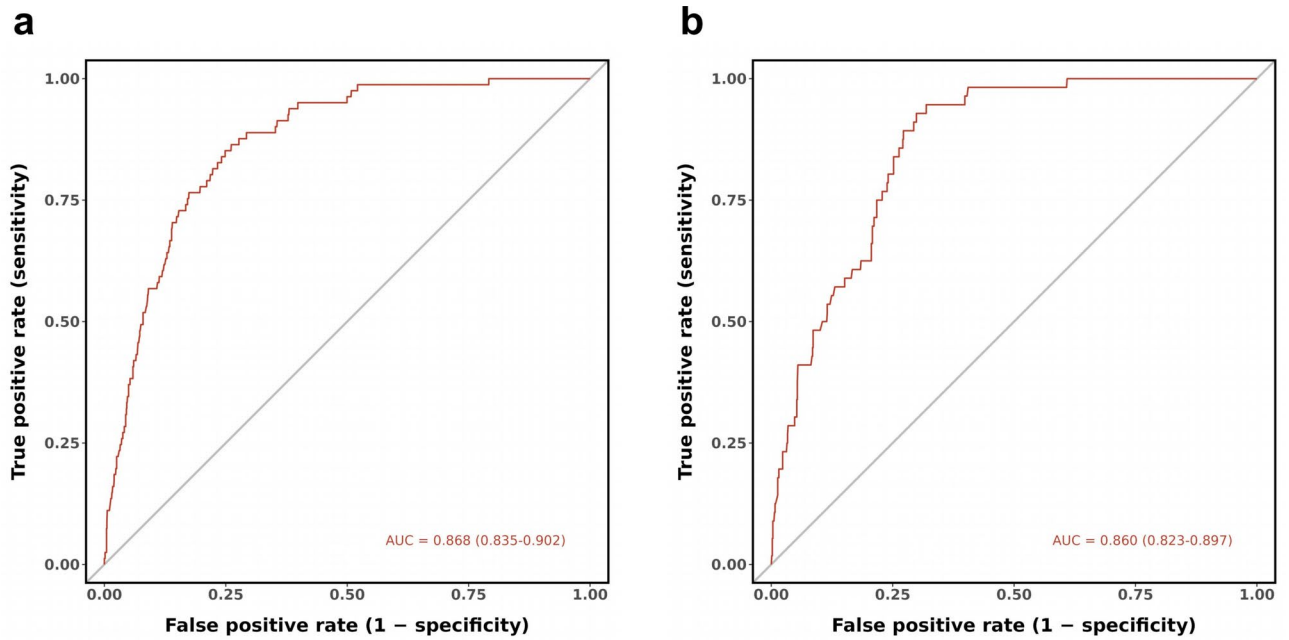 a
True positive rate (sensitivity)
1.00
0.75
0.50
0.25
0.00
AUC = 0.868 (0.835-0.902)
0.00 0.25 0.50 0.75 1.00
False positive rate (1 − specificity)
b
True positive rate (sensitivity)
1.00
0.75
0.50
0.25
0.00
AUC = 0.860 (0.823-0.897)
0.00 0.25 0.50 0.75 1.00
False positive rate (1 − specificity)